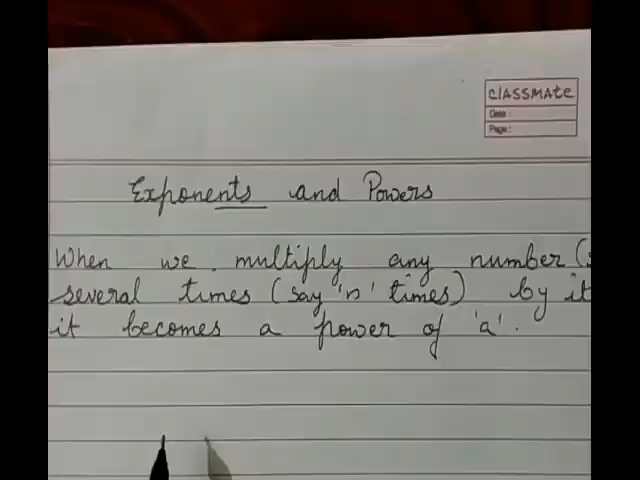 classmate
Date :
Page :
Exponents and Powers
When we multiply any number (
several times (say 'n' times) by it
it becomes a power of 'a'.